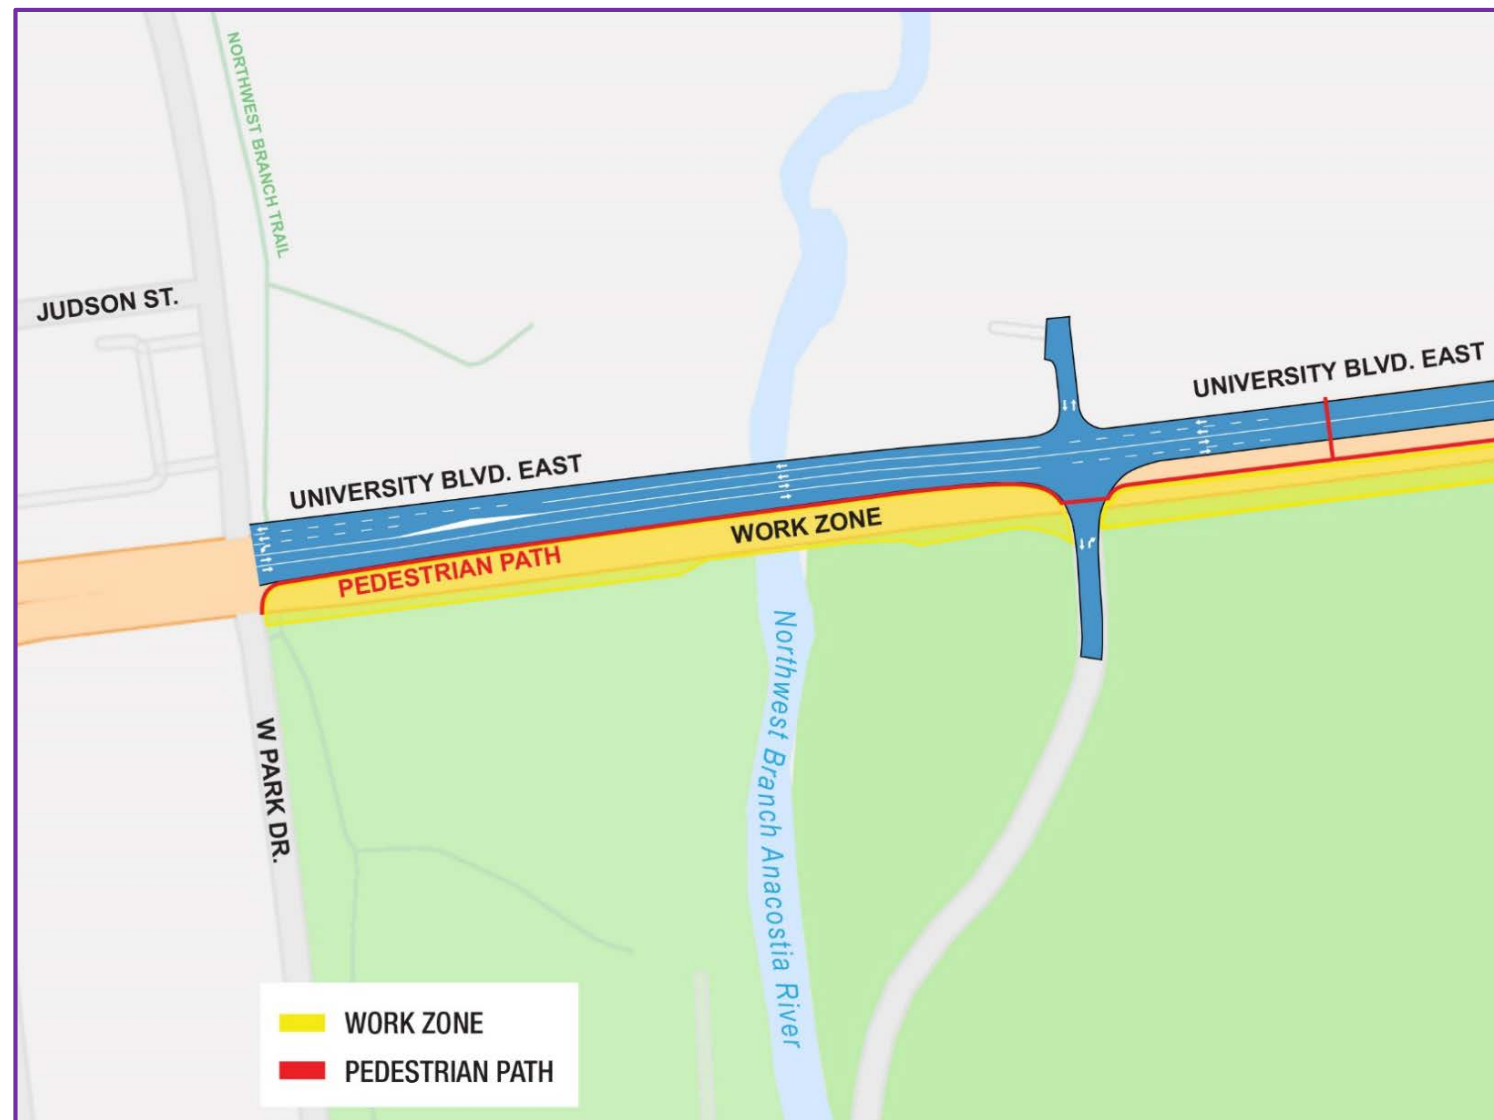 NORTHWEST BRANCH TRAIL
JUDSON ST.
UNIVERSITY BLVD. EAST
UNIVERSITY BLVD. EAST
WORK ZONE
PEDESTRIAN PATH
Northwest Branch Anacostia River
W PARK DR.
WORK ZONE
PEDESTRIAN PATH